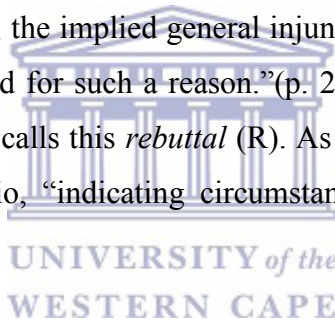 the implied general injun
d for such a reason.”(p. 2
calls this rebuttal (R). As
io, “indicating circumstan
UNIVERSITY of the
WESTERN CAPE